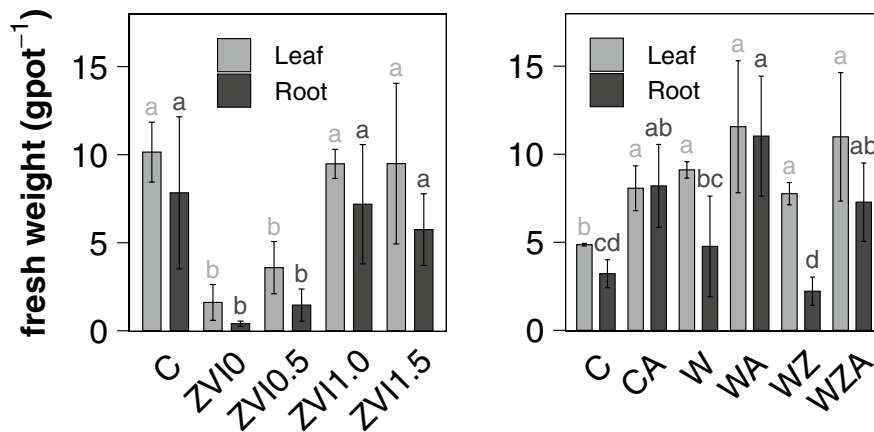 fresh weight (gpot⁻¹)
15
10
5
0
Leaf
Root
a a b b b b a a a a
C ZVI0 ZVI0.5 ZVI1.0 ZVI1.5
15
10
5
0
Leaf
Root
b cd a ab a bc a a a d a ab
C CA W WA WZ WZA